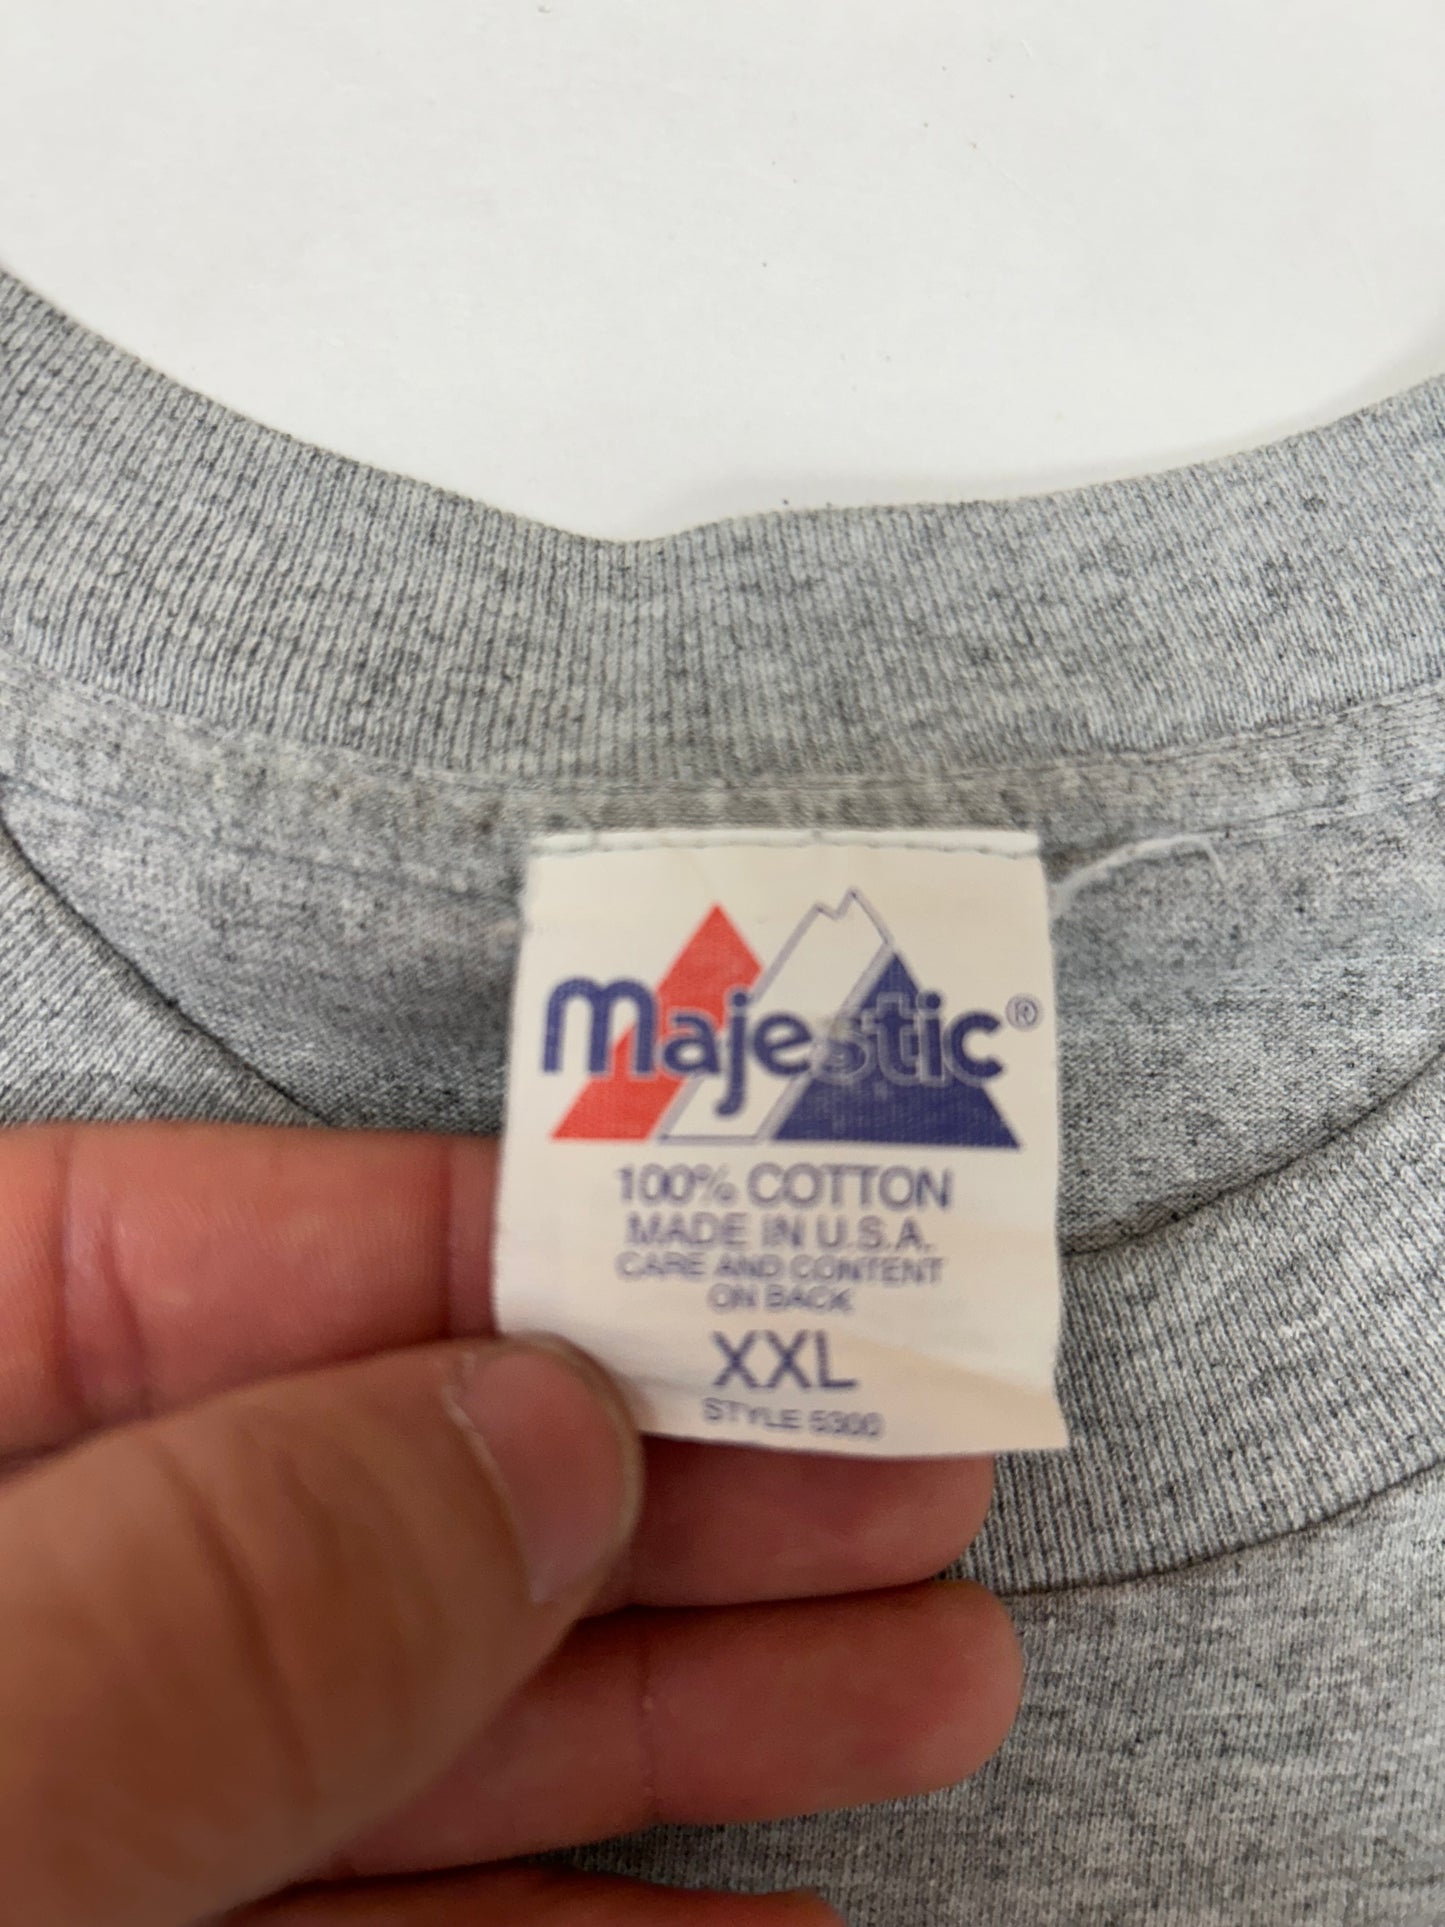 Majestic®
100% COTTON
MADE IN U.S.A.
CARE AND CONTENT
ON BACK
XXL
STYLE 5300